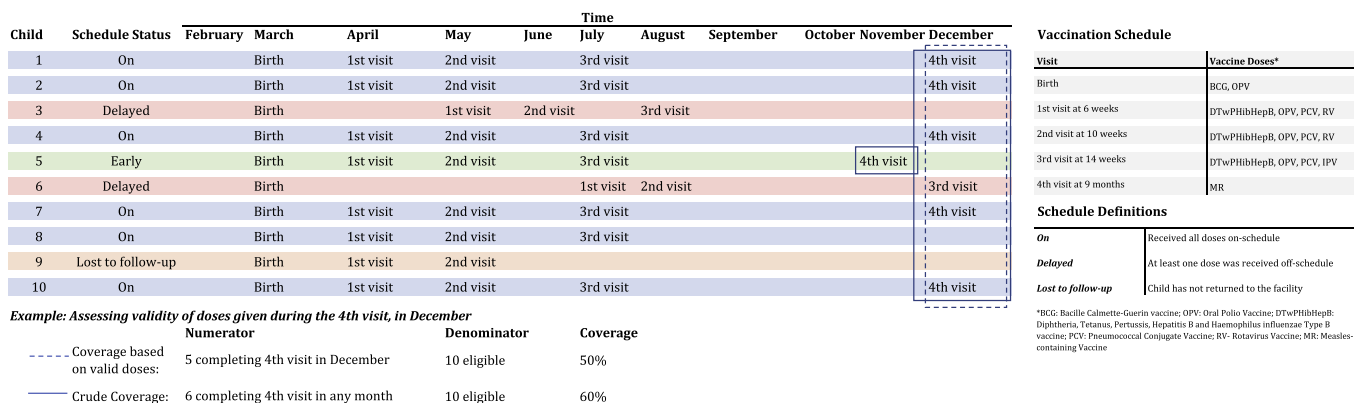 Time
Child Schedule Status February March April May June July August September October November December
1 On Birth 1st visit 2nd visit 3rd visit 4th visit
2 On Birth 1st visit 2nd visit 3rd visit 4th visit
3 Delayed Birth 1st visit 2nd visit 3rd visit
4 On Birth 1st visit 2nd visit 3rd visit 4th visit
5 Early Birth 1st visit 2nd visit 3rd visit 4th visit
6 Delayed Birth 1st visit 2nd visit 3rd visit
7 On Birth 1st visit 2nd visit 3rd visit 4th visit
8 On Birth 1st visit 2nd visit 3rd visit
9 Lost to follow-up Birth 1st visit 2nd visit
10 On Birth 1st visit 2nd visit 3rd visit 4th visit
Example: Assessing validity of doses given during the 4th visit, in December
Numerator Denominator Coverage
Coverage based
on valid doses:
5 completing 4th visit in December 10 eligible 50%
Crude Coverage: 6 completing 4th visit in any month 10 eligible 60%
Vaccination Schedule
Visit Vaccine Doses*
Birth BCG, OPV
1st visit at 6 weeks DTwPHibHepB, OPV, PCV, RV
2nd visit at 10 weeks DTwPHibHepB, OPV, PCV, RV
3rd visit at 14 weeks DTwPHibHepB, OPV, PCV, IPV
4th visit at 9 months MR
Schedule Definitions
On Received all doses on-schedule
Delayed At least one dose was received off-schedule
Lost to follow-up Child has not returned to the facility
*BCG: Bacille Calmette-Guerin vaccine; OPV: Oral Polio Vaccine; DTwPHibHepB:
Diphtheria, Tetanus, Pertussis, Hepatitis B and Haemophilus influenzae Type B
vaccine; PCV: Pneumococcal Conjugate Vaccine; RV- Rotavirus Vaccine; MR: Measles-
containing Vaccine